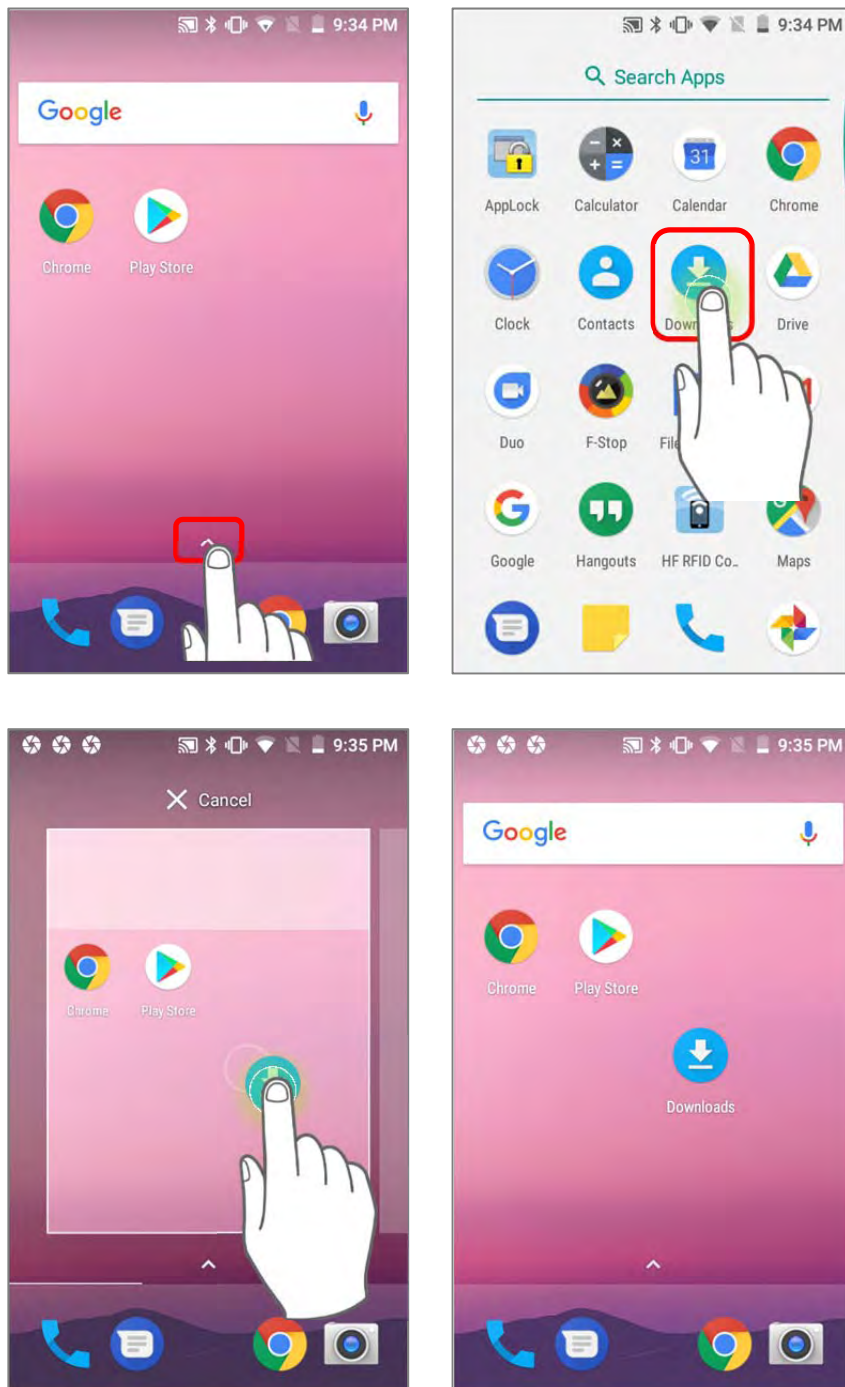 9:34 PM
Google
Chrome Play Store
9:34 PM
Search Apps
AppLock Calculator Calendar Chrome
31
Clock Contacts Drive
Duo F-Stop
Google Hangouts HF RFID Co.. Maps
9:35 PM
Cancel
Chrome Play Store
9:35 PM
Google
Chrome Play Store
Downloads